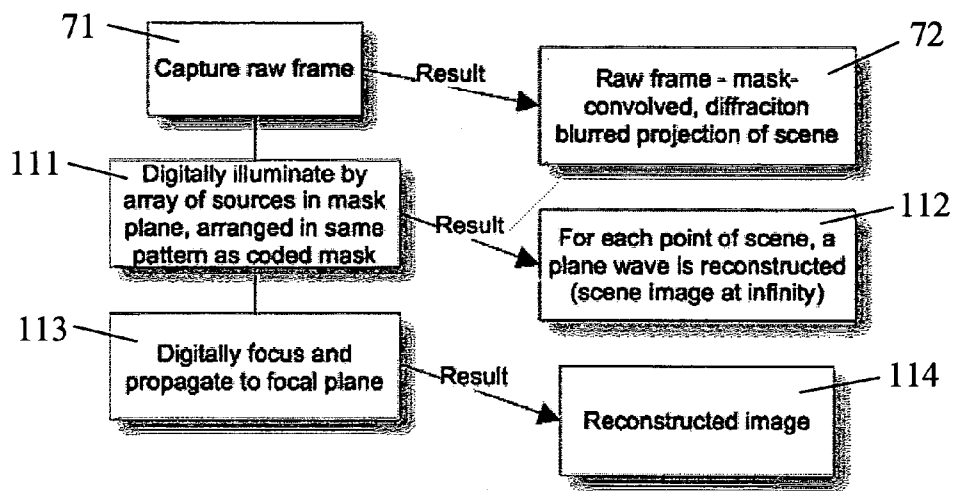 71
Capture raw frame
Result
72
Raw frame - mask-
convolved, diffraciton
blurred projection of scene
111
Digitally illuminate by
array of sources in mask
plane, arranged in same
pattern as coded mask
Result
112
For each point of scene, a
plane wave is reconstructed
(scene image at infinity)
113
Digitally focus and
propagate to focal plane
Result
114
Reconstructed image